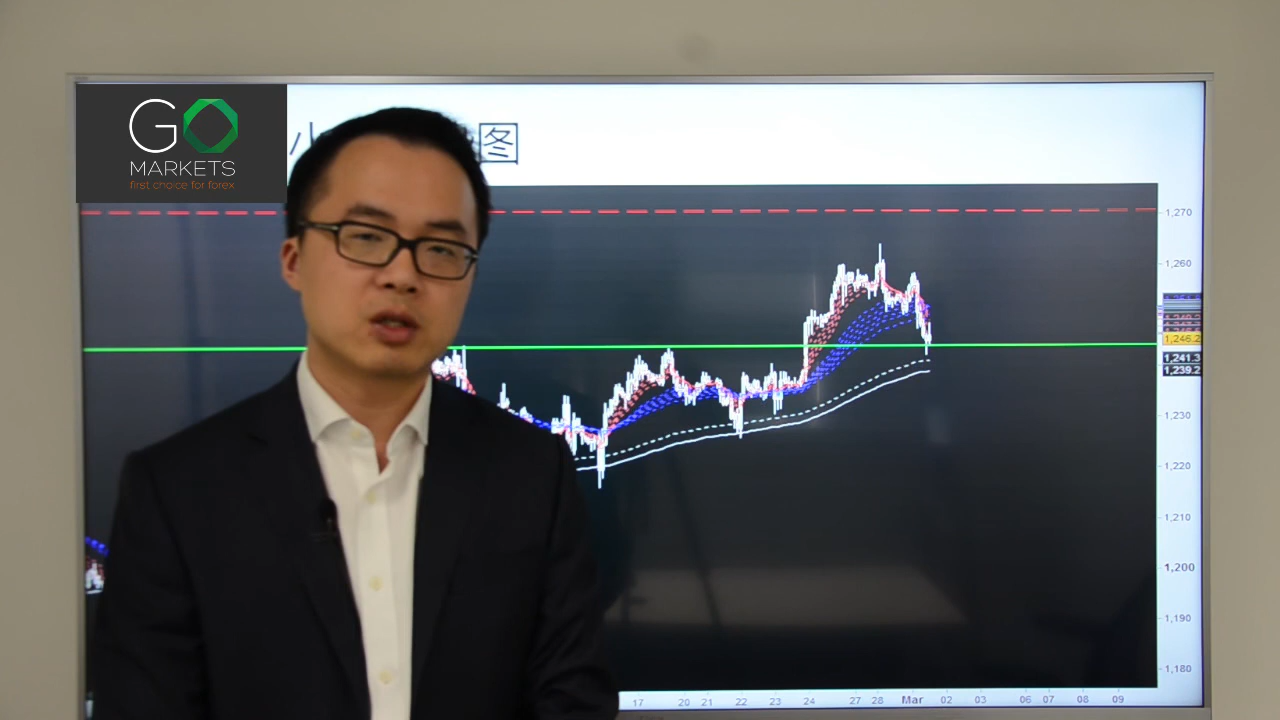 GO
MARKETS
first choice for forex
小 图
1,270
1,260
1,246.2
1,241.3
1,239.2
1,230
1,220
1,210
1,200
1,190
1,180
17 20 21 22 23 24 27 28 Mar 02 03 06 07 08 09